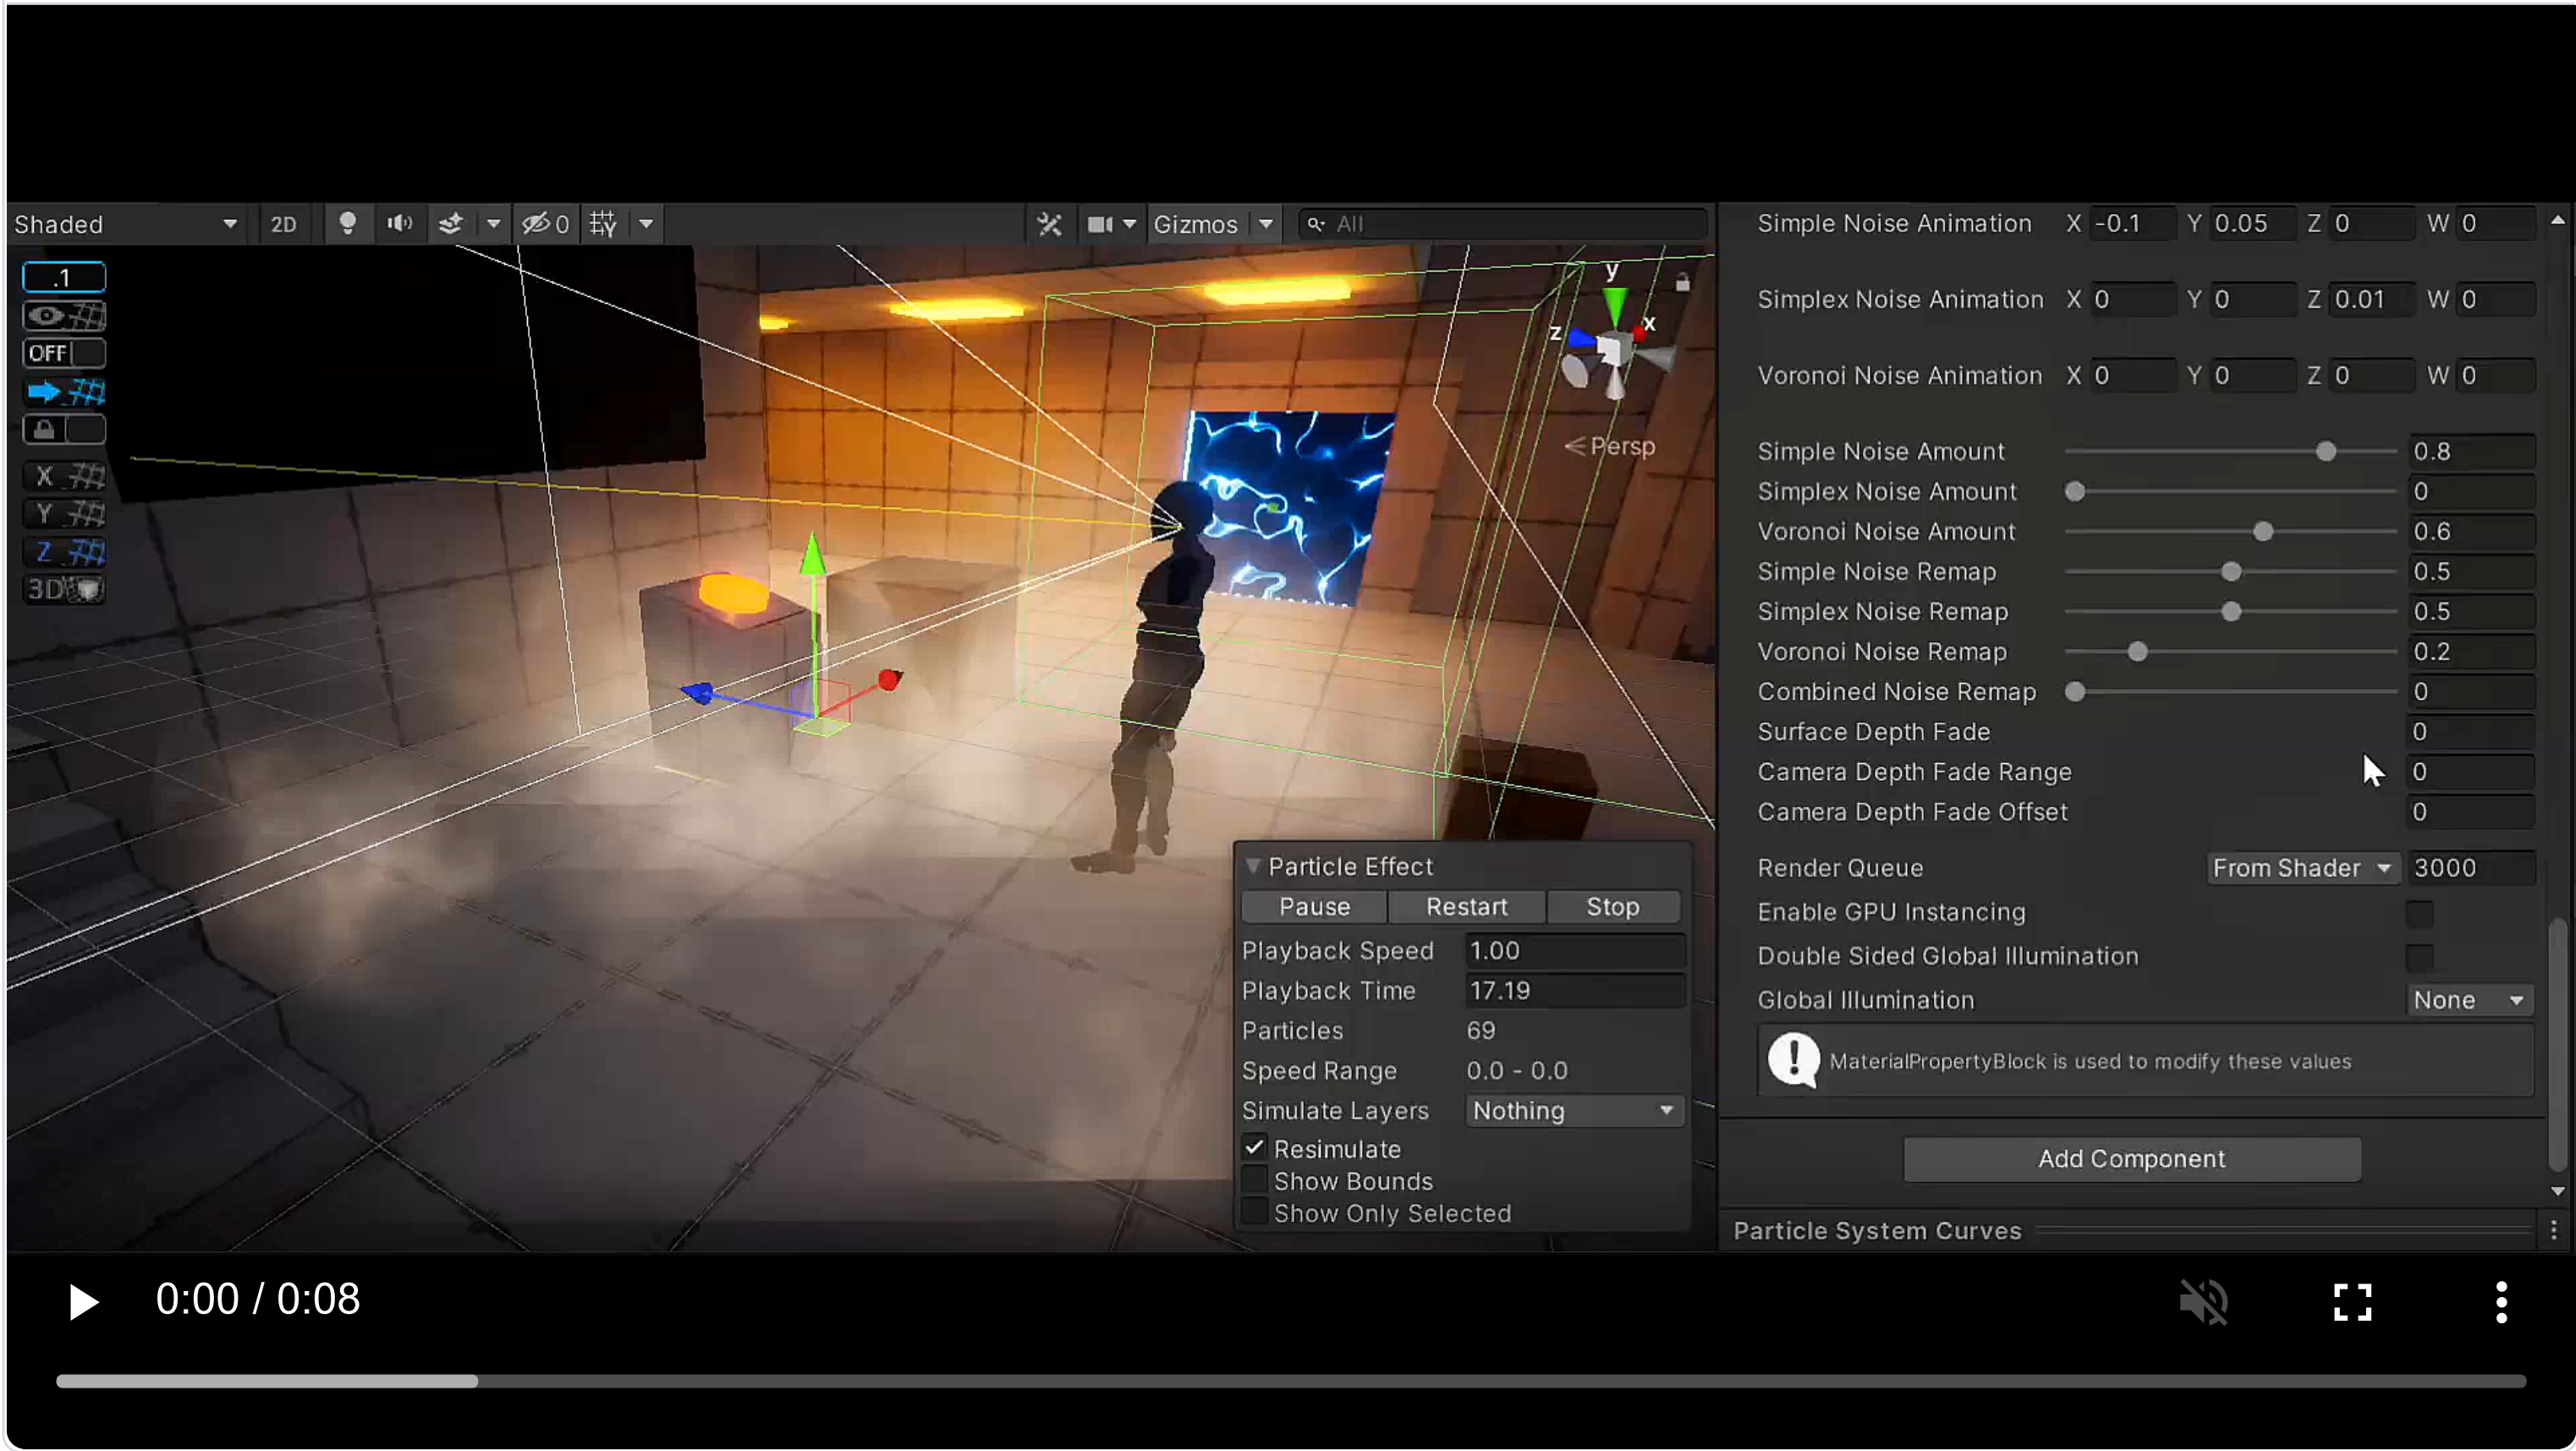 Shaded
2D
0
Gizmos
All
.1
OFF
X
Y
Z
3D
y
x
z
Persp
Particle Effect
Pause Restart Stop
Playback Speed 1.00
Playback Time 17.19
Particles 69
Speed Range 0.0 - 0.0
Simulate Layers Nothing
Resimulate
Show Bounds
Show Only Selected
Simple Noise Animation X -0.1 Y 0.05 Z 0 W 0
Simplex Noise Animation X 0 Y 0 Z 0.01 W 0
Voronoi Noise Animation X 0 Y 0 Z 0 W 0
Simple Noise Amount 0.8
Simplex Noise Amount 0
Voronoi Noise Amount 0.6
Simple Noise Remap 0.5
Simplex Noise Remap 0.5
Voronoi Noise Remap 0.2
Combined Noise Remap 0
Surface Depth Fade 0
Camera Depth Fade Range 0
Camera Depth Fade Offset 0
Render Queue From Shader 3000
Enable GPU Instancing
Double Sided Global Illumination
Global Illumination None
MaterialPropertyBlock is used to modify these values
Add Component
Particle System Curves
0:00 / 0:08